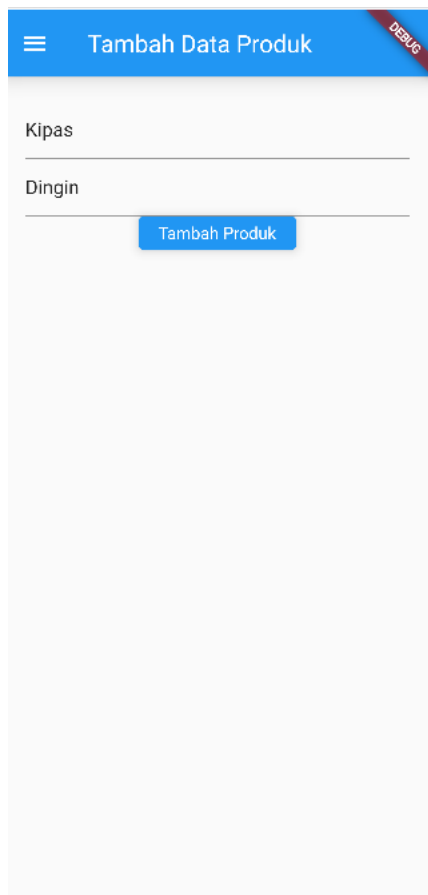 Tambah Data Produk
DEBUG
Kipas
Dingin
Tambah Produk